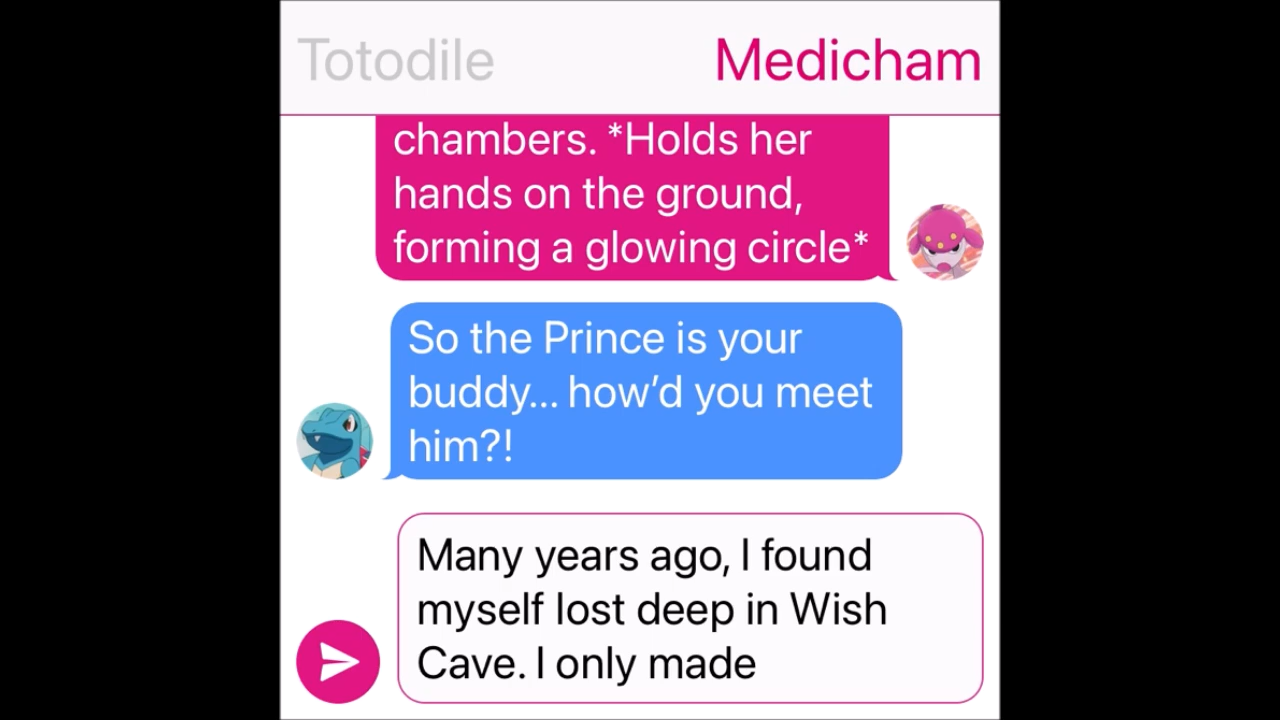 Totodile
Medicham
chambers. *Holds her
hands on the ground,
forming a glowing circle*
So the Prince is your
buddy... how’d you meet
him?!
Many years ago, I found
myself lost deep in Wish
Cave. I only made